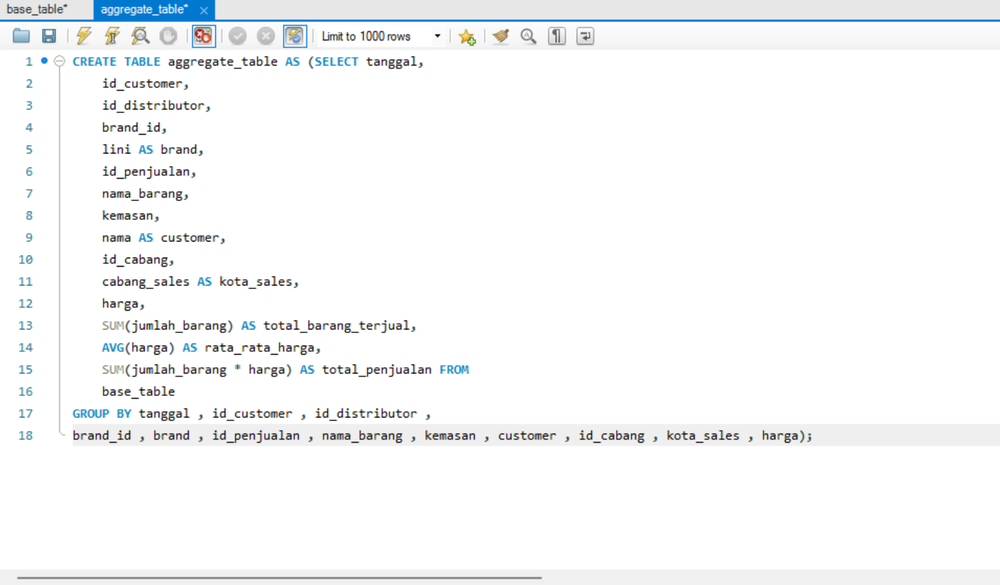 base_table* aggregate_table* ×
Limit to 1000 rows
1 CREATE TABLE aggregate_table AS (SELECT tanggal,
2 id_customer,
3 id_distributor,
4 brand_id,
5 lini AS brand,
6 id_penjualan,
7 nama_barang,
8 kemasan,
9 nama AS customer,
10 id_cabang,
11 cabang_sales AS kota_sales,
12 harga,
13 SUM(jumlah_barang) AS total_barang_terjual,
14 AVG(harga) AS rata_rata_harga,
15 SUM(jumlah_barang * harga) AS total_penjualan FROM
16 base_table
17 GROUP BY tanggal , id_customer , id_distributor ,
18 brand_id , brand , id_penjualan , nama_barang , kemasan , customer , id_cabang , kota_sales , harga);